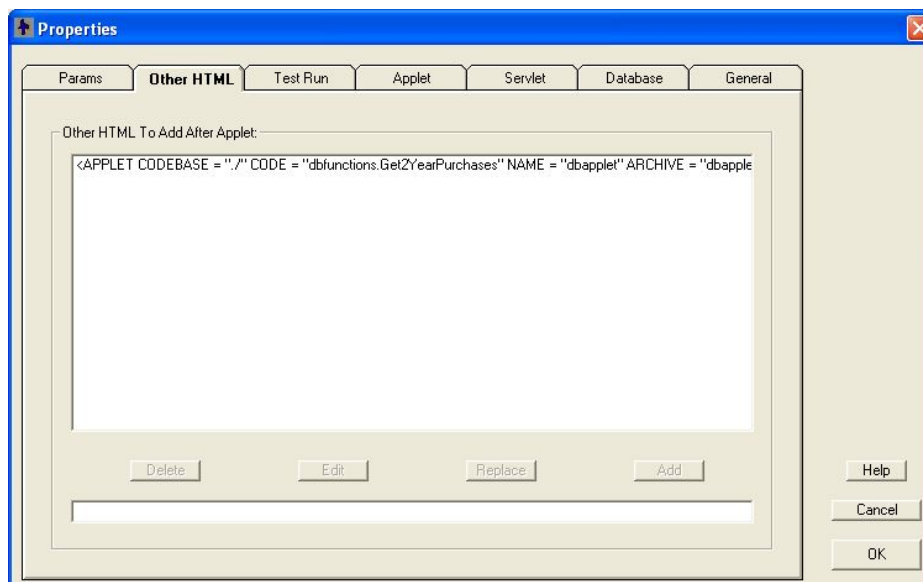 Properties
Params Other HTML Test Run Applet Servlet Database General
Other HTML To Add After Applet:
<APPLET CODEBASE = "./" CODE = "dbfunctions.Get2YearPurchases" NAME = "dbapplet" ARCHIVE = "dbapple
Delete Edit Replace Add
Help
Cancel
OK